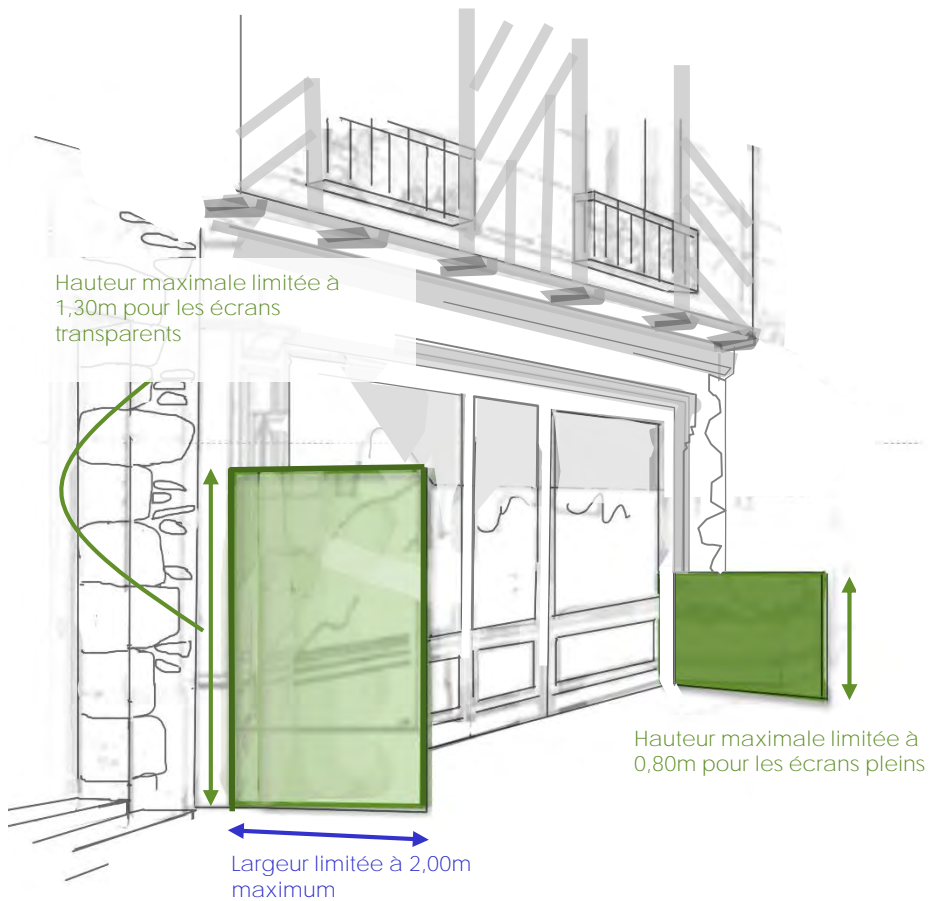 Hauteur maximale limitée à
1,30m pour les écrans
transparents
Hauteur maximale limitée à
0,80m pour les écrans pleins
Largeur limitée à 2,00m
maximum